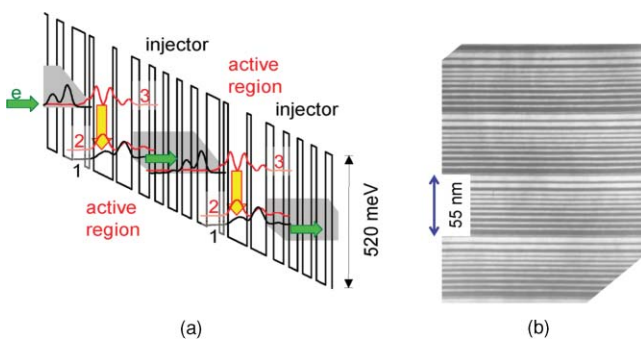 injector
active
region
injector
e
3
2
1
3
2
1
active
region
520 meV
55 nm
(a)
(b)